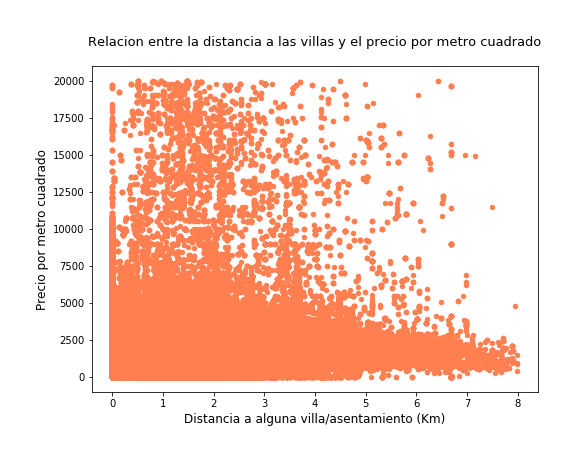 Relacion entre la distancia a las villas y el precio por metro cuadrado
20000
17500
15000
12500
10000
7500
5000
2500
0
Precio por metro cuadrado
0 1 2 3 4 5 6 7 8
Distancia a alguna villa/asentamiento (Km)